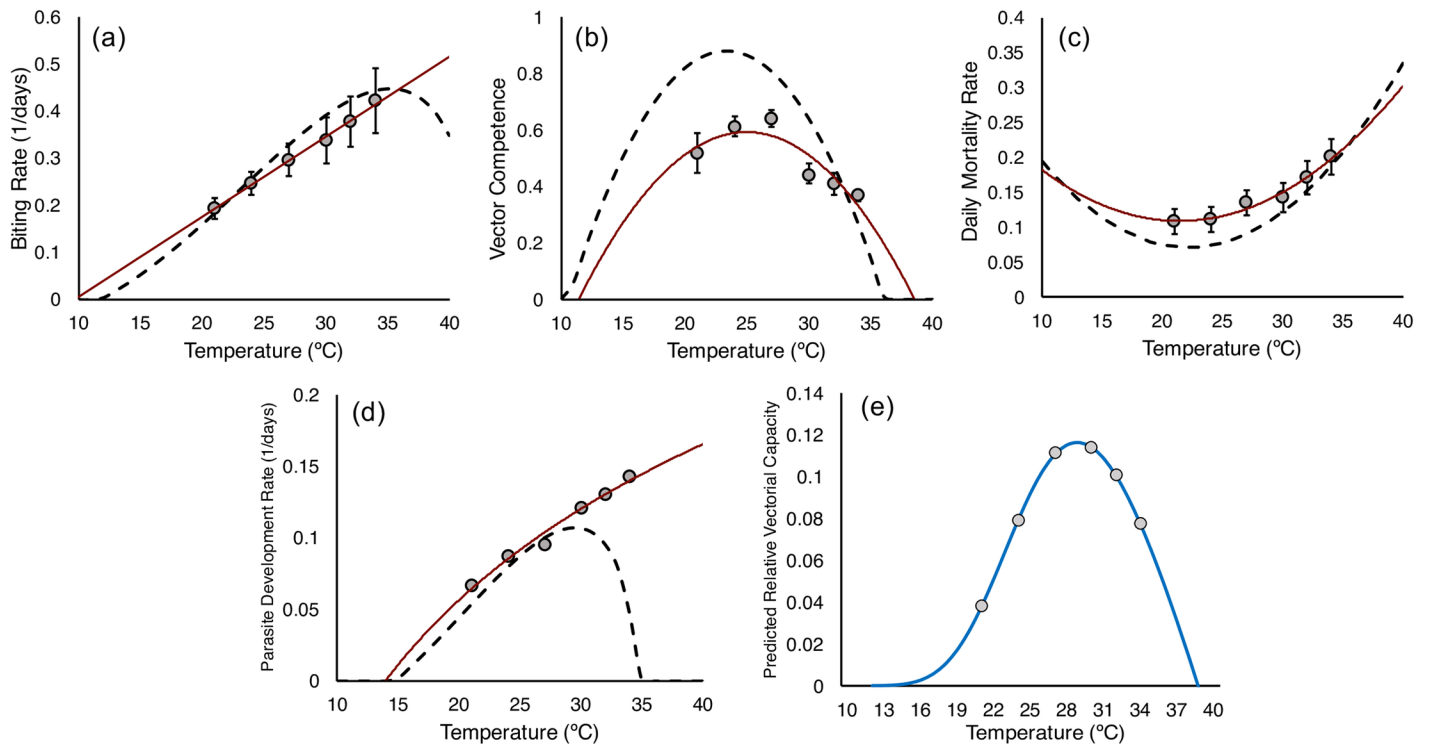 (a)
Biting Rate (1/days)
0.6
0.5
0.4
0.3
0.2
0.1
0
10 15 20 25 30 35 40
Temperature (ºC)
(b)
Vector Competence
1
0.8
0.6
0.4
0.2
0
10 15 20 25 30 35 40
Temperature (ºC)
(c)
Daily Mortality Rate
0.4
0.35
0.3
0.25
0.2
0.15
0.1
0.05
0
10 15 20 25 30 35 40
Temperature (ºC)
(d)
Parasite Development Rate (1/days)
0.2
0.15
0.1
0.05
0
10 15 20 25 30 35 40
Temperature (ºC)
(e)
Predicted Relative Vectorial Capacity
0.14
0.12
0.1
0.08
0.06
0.04
0.02
0
10 13 16 19 22 25 28 31 34 37 40
Temperature (ºC)